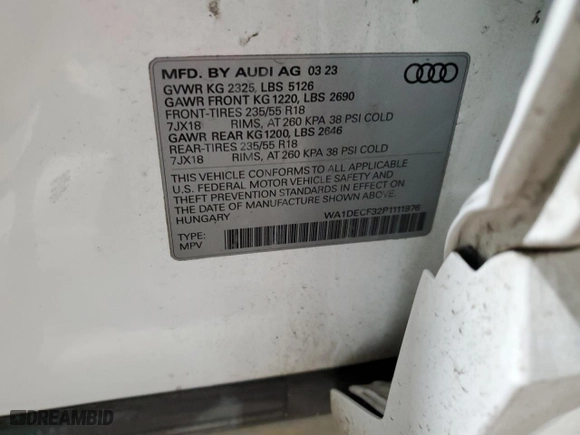 MFD. BY AUDI AG 03 23
GVWR KG 2325, LBS 5126
GAWR FRONT KG 1220, LBS 2690
FRONT-TIRES 235/55 R18
7JX18 RIMS, AT 260 KPA 38 PSI COLD
GAWR REAR KG 1200, LBS 2646
REAR-TIRES 235/55 R18
7JX18 RIMS, AT 260 KPA 38 PSI COLD
THIS VEHICLE CONFORMS TO ALL APPLICABLE
U.S. FEDERAL MOTOR VEHICLE SAFETY AND
THEFT PREVENTION STANDARDS IN EFFECT ON
THE DATE OF MANUFACTURE SHOWN ABOVE.
HUNGARY WA1DECF32P1111976
TYPE:
MPV
DREAMBID